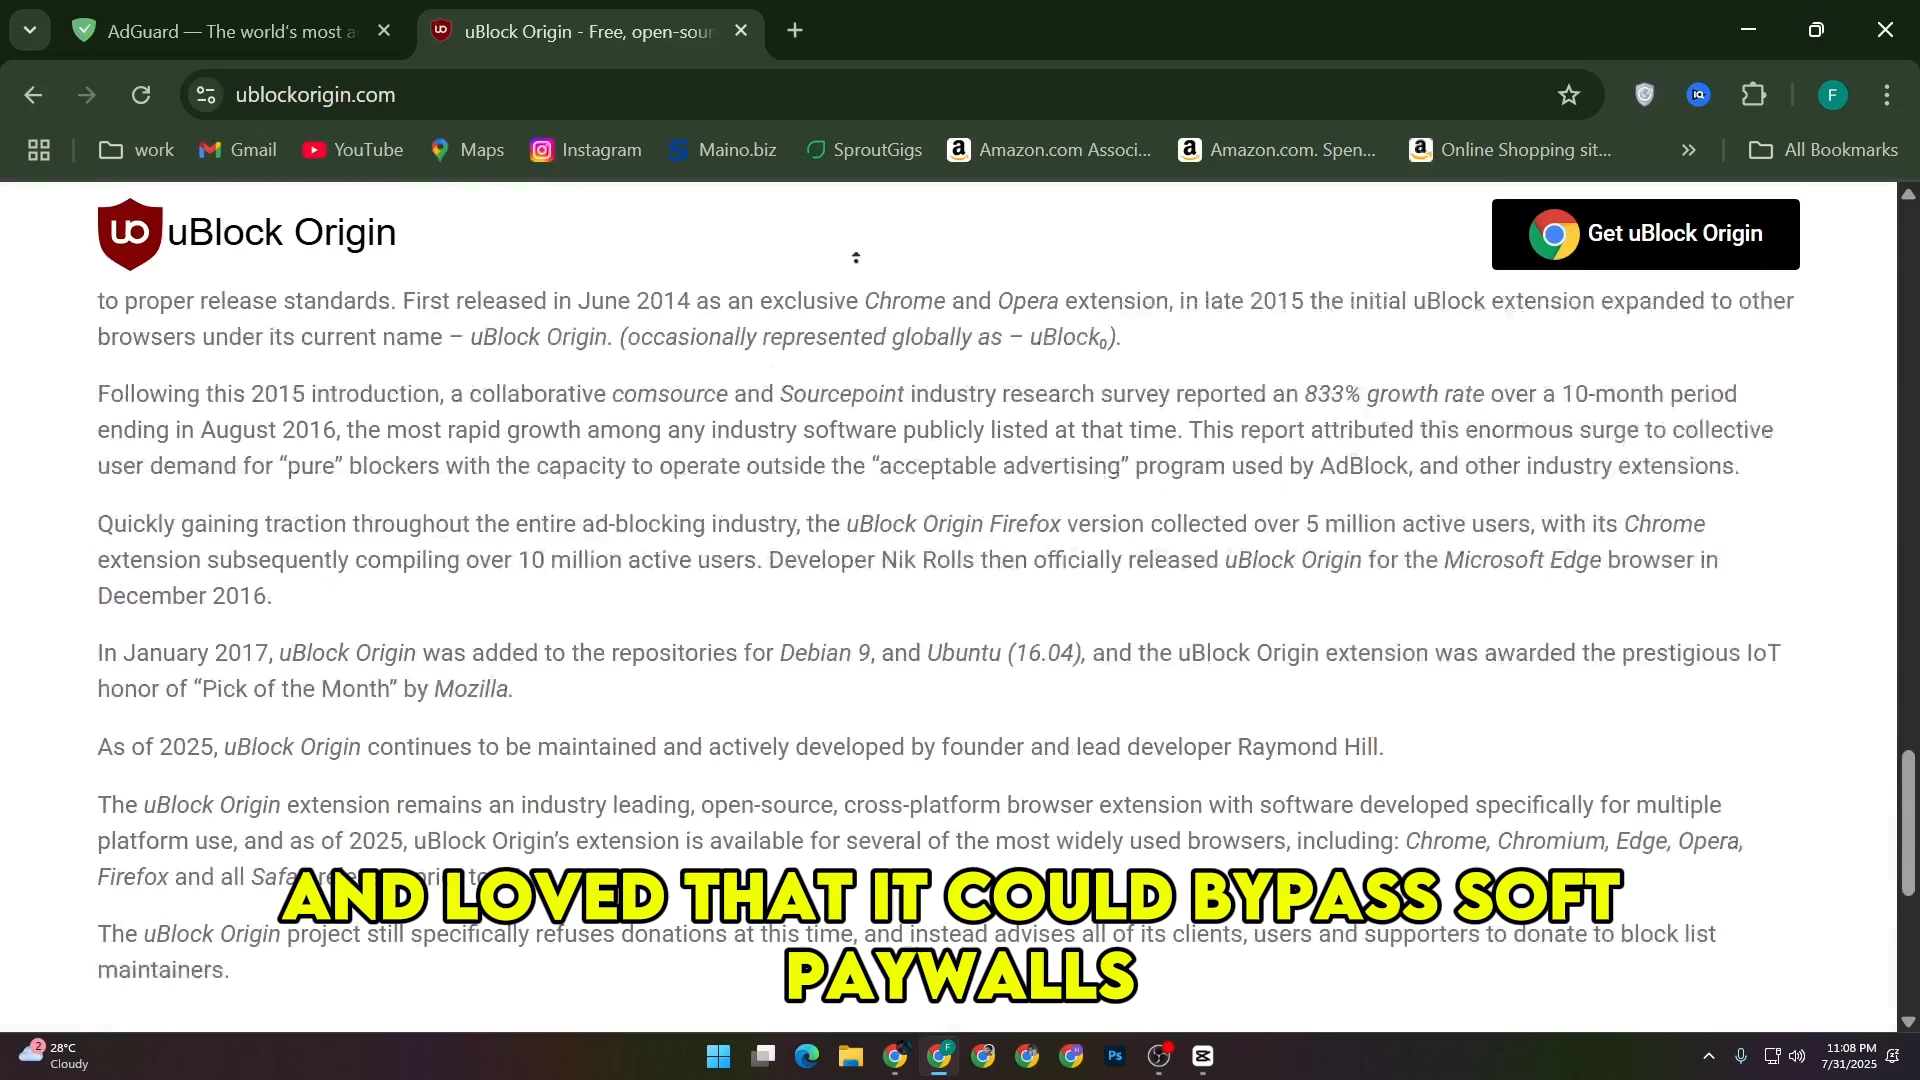 AdGuard — The world's most a
uBlock Origin - Free, open-sour
ublockorigin.com
F
work
Gmail
YouTube
Maps
Instagram
Maino.biz
SproutGigs
Amazon.com Associ...
Amazon.com. Spen...
Online Shopping sit...
All Bookmarks
uBlock Origin
Get uBlock Origin
to proper release standards. First released in June 2014 as an exclusive Chrome and Opera extension, in late 2015 the initial uBlock extension expanded to other
browsers under its current name – uBlock Origin. (occasionally represented globally as – uBlock₀).
Following this 2015 introduction, a collaborative comsource and Sourcepoint industry research survey reported an 833% growth rate over a 10-month period
ending in August 2016, the most rapid growth among any industry software publicly listed at that time. This report attributed this enormous surge to collective
user demand for “pure” blockers with the capacity to operate outside the “acceptable advertising” program used by AdBlock, and other industry extensions.
Quickly gaining traction throughout the entire ad-blocking industry, the uBlock Origin Firefox version collected over 5 million active users, with its Chrome
extension subsequently compiling over 10 million active users. Developer Nik Rolls then officially released uBlock Origin for the Microsoft Edge browser in
December 2016.
In January 2017, uBlock Origin was added to the repositories for Debian 9, and Ubuntu (16.04), and the uBlock Origin extension was awarded the prestigious IoT
honor of “Pick of the Month” by Mozilla.
As of 2025, uBlock Origin continues to be maintained and actively developed by founder and lead developer Raymond Hill.
The uBlock Origin extension remains an industry leading, open-source, cross-platform browser extension with software developed specifically for multiple
platform use, and as of 2025, uBlock Origin’s extension is available for several of the most widely used browsers, including: Chrome, Chromium, Edge, Opera,
Firefox and all
AND LOVED THAT IT COULD BYPASS SOFT
The uBlock Origin project still specifically refuses donations at this time, and instead advises all of its clients, users and supporters to donate to block list
maintainers.
PAYWALLS
2
28°C
Cloudy
Ps
11:08 PM
7/31/2025